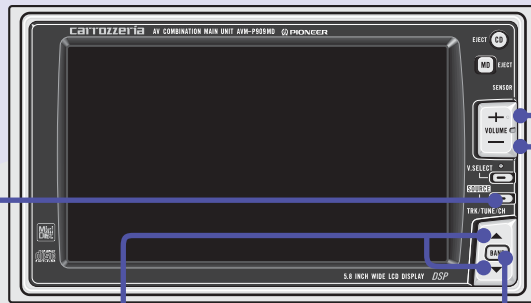 carrozzeria AV COMBINATION MAIN UNIT AVM-P909MD PIONEER
EJECT CD
MD EJECT
SENSOR
+
VOLUME
−
V.SELECT
SOURCE
TRK/TUNE/CH
BAND
5.8 INCH WIDE LCD DISPLAY DSP